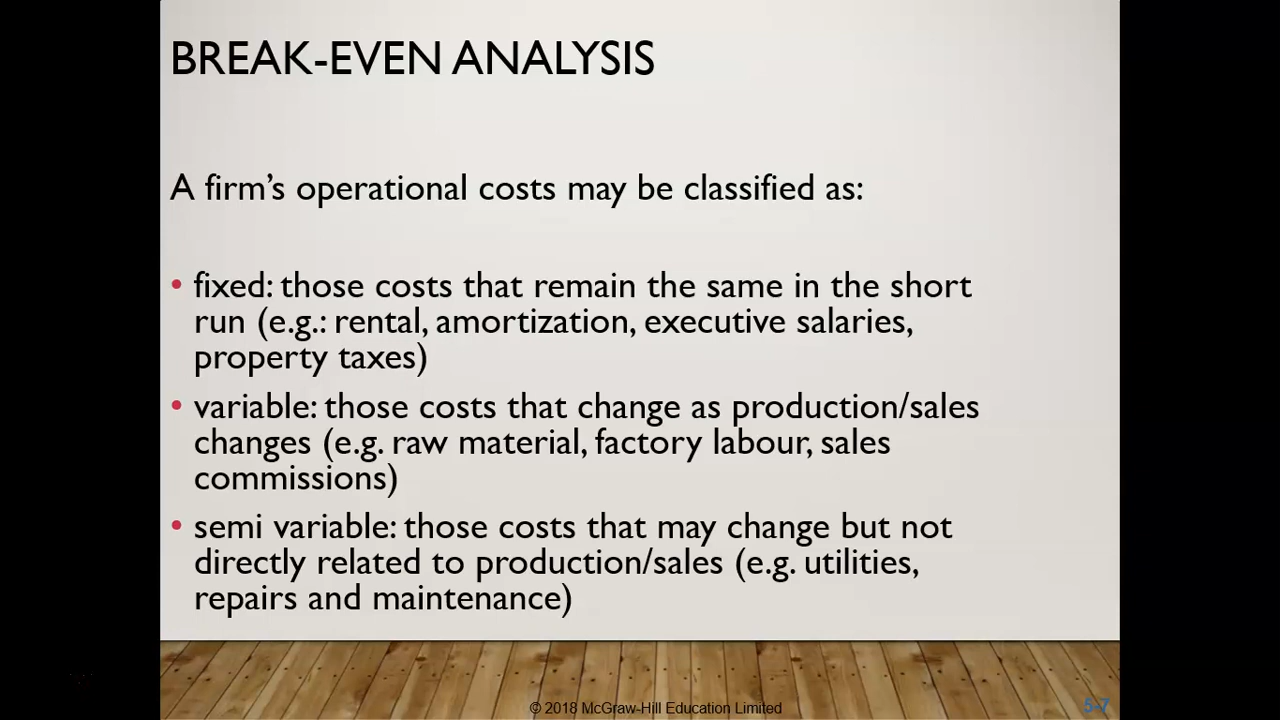 BREAK-EVEN ANALYSIS
A firm’s operational costs may be classified as:
• fixed: those costs that remain the same in the short
run (e.g.: rental, amortization, executive salaries,
property taxes)
• variable: those costs that change as production/sales
changes (e.g. raw material, factory labour, sales
commissions)
• semi variable: those costs that may change but not
directly related to production/sales (e.g. utilities,
repairs and maintenance)
© 2018 McGraw-Hill Education Limited
5-7